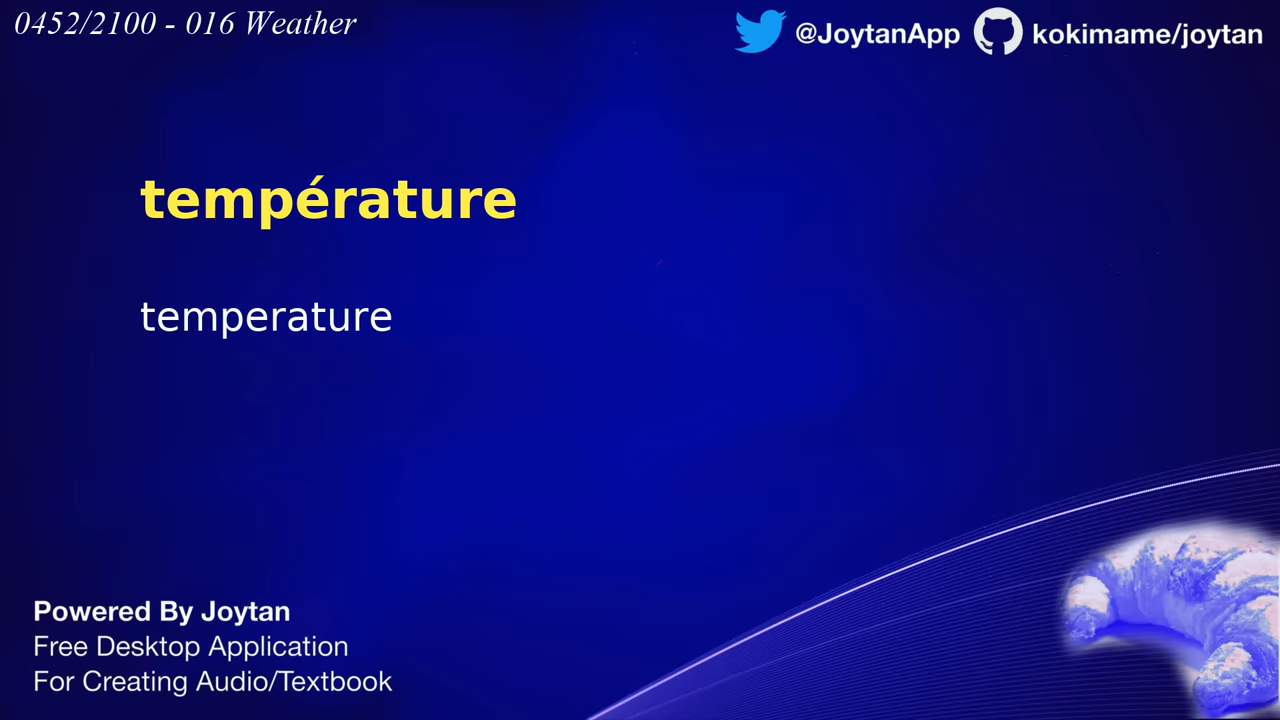 0452/2100 - 016 Weather
@JoytanApp kokimame/joytan
température
temperature
Powered By Joytan
Free Desktop Application
For Creating Audio/Textbook